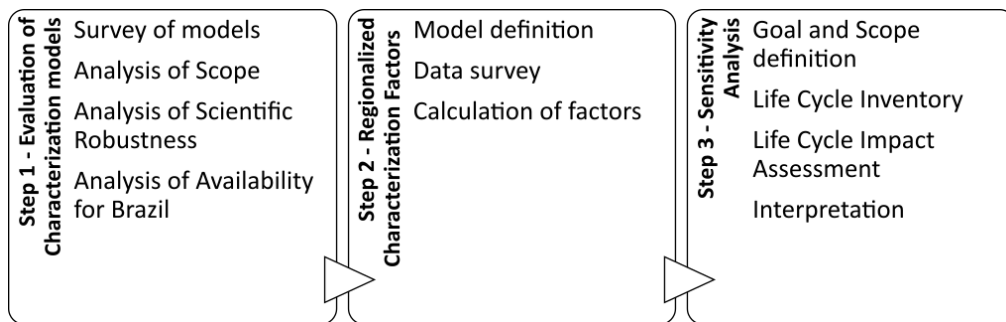 Step 1 - Evaluation of
Characterization models
Survey of models
Analysis of Scope
Analysis of Scientific
Robustness
Analysis of Availability
for Brazil
Step 2 - Regionalized
Characterization Factors
Model definition
Data survey
Calculation of factors
Step 3 - Sensitivity
Analysis
Goal and Scope
definition
Life Cycle Inventory
Life Cycle Impact
Assessment
Interpretation